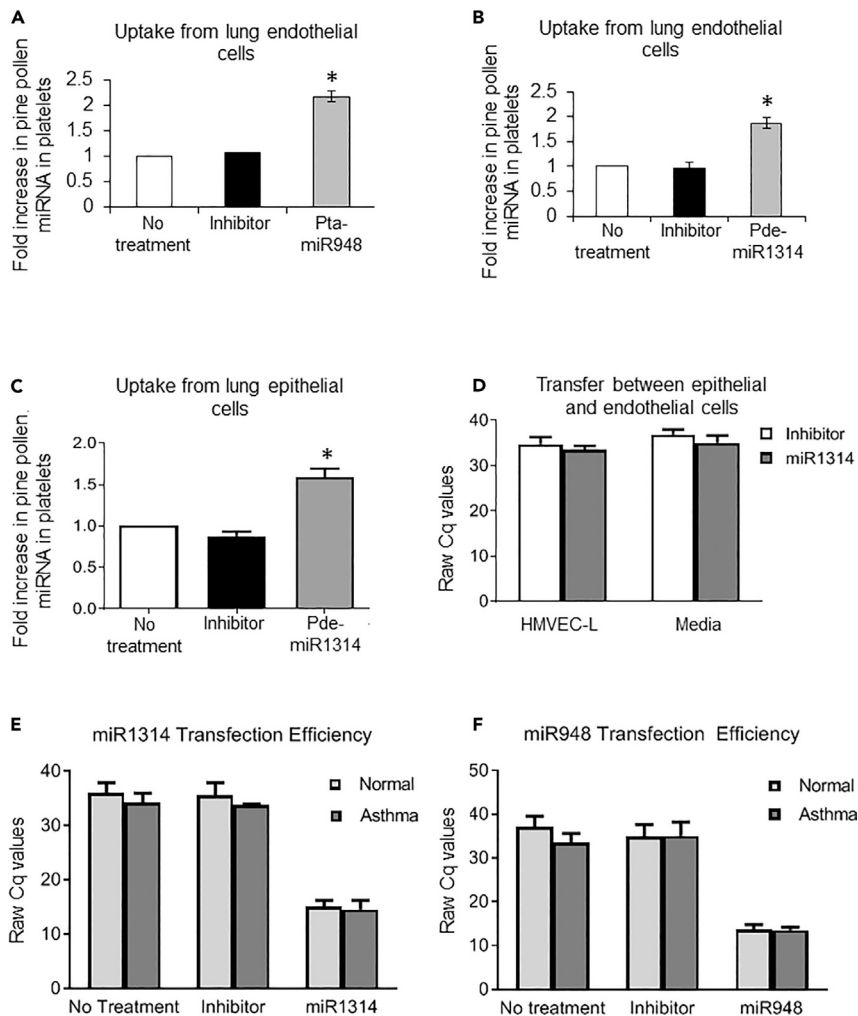 A
Uptake from lung endothelial
cells
Fold increase in pine pollen
miRNA in platelets
2.5
2
1.5
1
0.5
0
*
No
treatment
Inhibitor
Pta-
miR948
B
Uptake from lung endothelial
cells
Fold increase in pine pollen
miRNA in platelets
2.5
2
1.5
1
0.5
0
*
No
treatment
Inhibitor
Pde-
miR1314
C
Uptake from lung epithelial
cells
Fold increase in pine pollen.
miRNA in platelets
2.0
1.5
1.0
0.5
0.0
*
No
treatment
Inhibitor
Pde-
miR1314
D
Transfer between epithelial
and endothelial cells
Raw Cq values
40
30
20
10
0
Inhibitor
miR1314
HMVEC-L
Media
E
miR1314 Transfection Efficiency
Raw Cq values
40
30
20
10
0
Normal
Asthma
No Treatment
Inhibitor
miR1314
F
miR948 Transfection Efficiency
Raw Cq values
50
40
30
20
10
0
Normal
Asthma
No treatment
Inhibitor
miR948